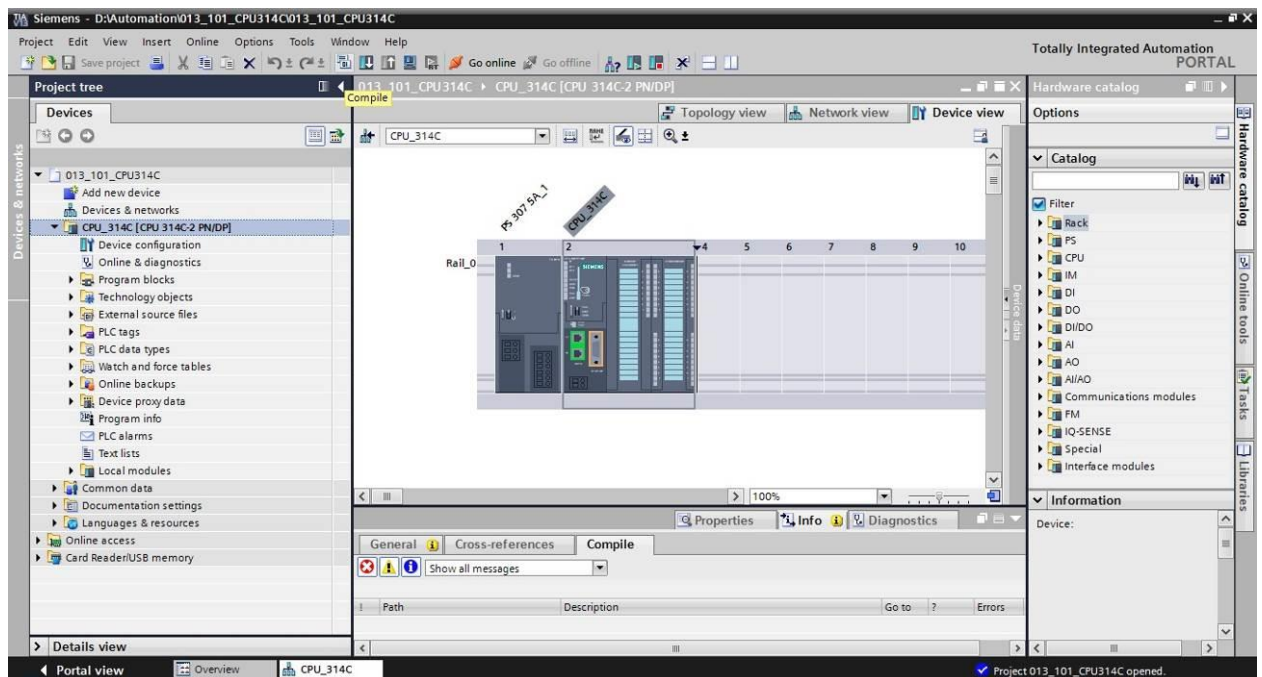 Siemens - D:\Automation\013_101_CPU314C\013_101_CPU314C
Project Edit View Insert Online Options Tools Window Help
Totally Integrated Automation
PORTAL
Save project
Go online
Go offline
Compile
Project tree
013_101_CPU314C CPU_314C [CPU 314C-2 PN/DP]
Hardware catalog
Devices
Topology view
Network view
Device view
Options
CPU_314C
Devices & networks
013_101_CPU314C
Add new device
Devices & networks
CPU_314C [CPU 314C-2 PN/DP]
Device configuration
Online & diagnostics
Program blocks
Technology objects
External source files
PLC tags
PLC data types
Watch and force tables
Online backups
Device proxy data
Program info
PLC alarms
Text lists
Local modules
Common data
Documentation settings
Languages & resources
Online access
Card Reader/USB memory
Details view
PS 307 5A_1
CPU_314C
1 2 4 5 6 7 8 9 10
Rail_0
SIEMENS
Device data
100%
Properties
Info
Diagnostics
General
Cross-references
Compile
Show all messages
! Path Description Go to ? Errors
Catalog
Filter
Rack
PS
CPU
IM
DI
DO
DI/DO
AI
AO
AI/AO
Communications modules
FM
IQ-SENSE
Special
Interface modules
Information
Device:
Hardware catalog
Online tools
Tasks
Libraries
Portal view
Overview
CPU_314C
Project 013_101_CPU314C opened.